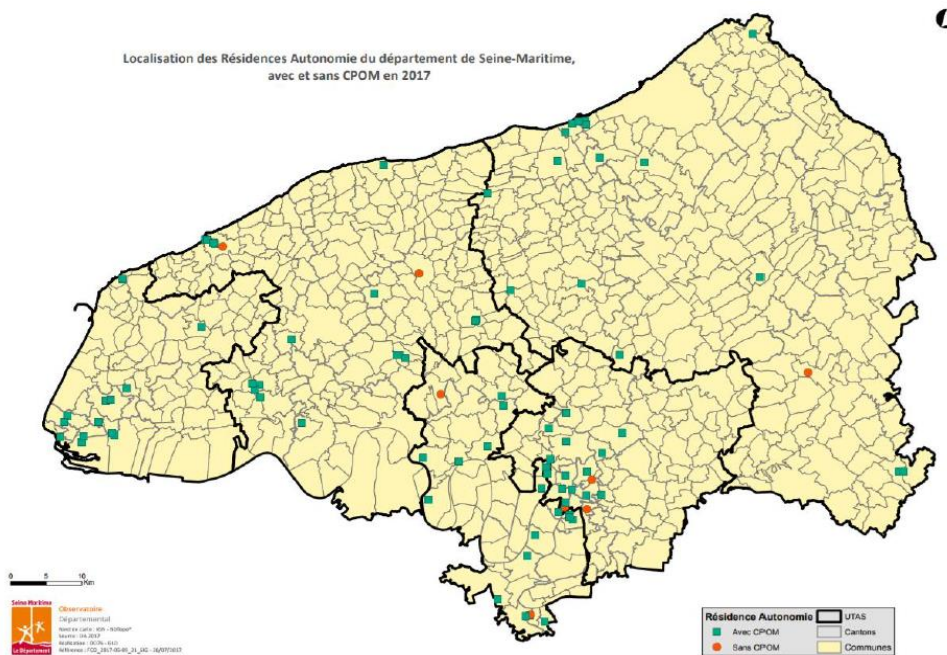 Localisation des Résidences Autonomie du département de Seine-Maritime,
avec et sans CPOM en 2017
0 5 10
Km
Seine-Maritime
Le Département
Observatoire
Départemental
Résidence Autonomie
Avec CPOM
Sans CPOM
UTAS
Cantons
Communes